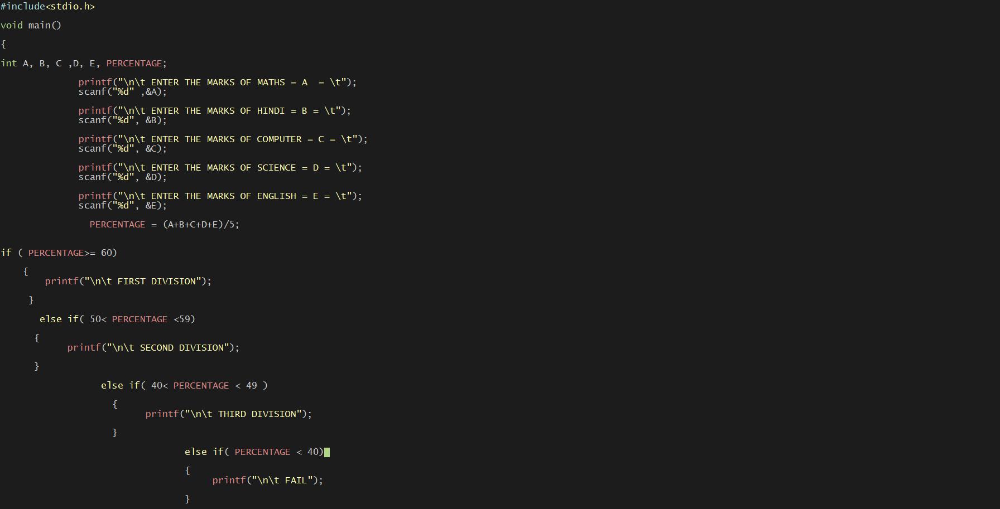 #include<stdio.h>
void main()
{
int A, B, C ,D, E, PERCENTAGE;
printf("\n\t ENTER THE MARKS OF MATHS = A  = \t");
scanf("%d" ,&A);
printf("\n\t ENTER THE MARKS OF HINDI = B = \t");
scanf("%d", &B);
printf("\n\t ENTER THE MARKS OF COMPUTER = C = \t");
scanf("%d", &C);
printf("\n\t ENTER THE MARKS OF SCIENCE = D = \t");
scanf("%d", &D);
printf("\n\t ENTER THE MARKS OF ENGLISH = E = \t");
scanf("%d", &E);
PERCENTAGE = (A+B+C+D+E)/5;
if ( PERCENTAGE>= 60)
{
printf("\n\t FIRST DIVISION");
}
else if( 50< PERCENTAGE <59)
{
printf("\n\t SECOND DIVISION");
}
else if( 40< PERCENTAGE < 49 )
{
printf("\n\t THIRD DIVISION");
}
else if( PERCENTAGE < 40)
{
printf("\n\t FAIL");
}